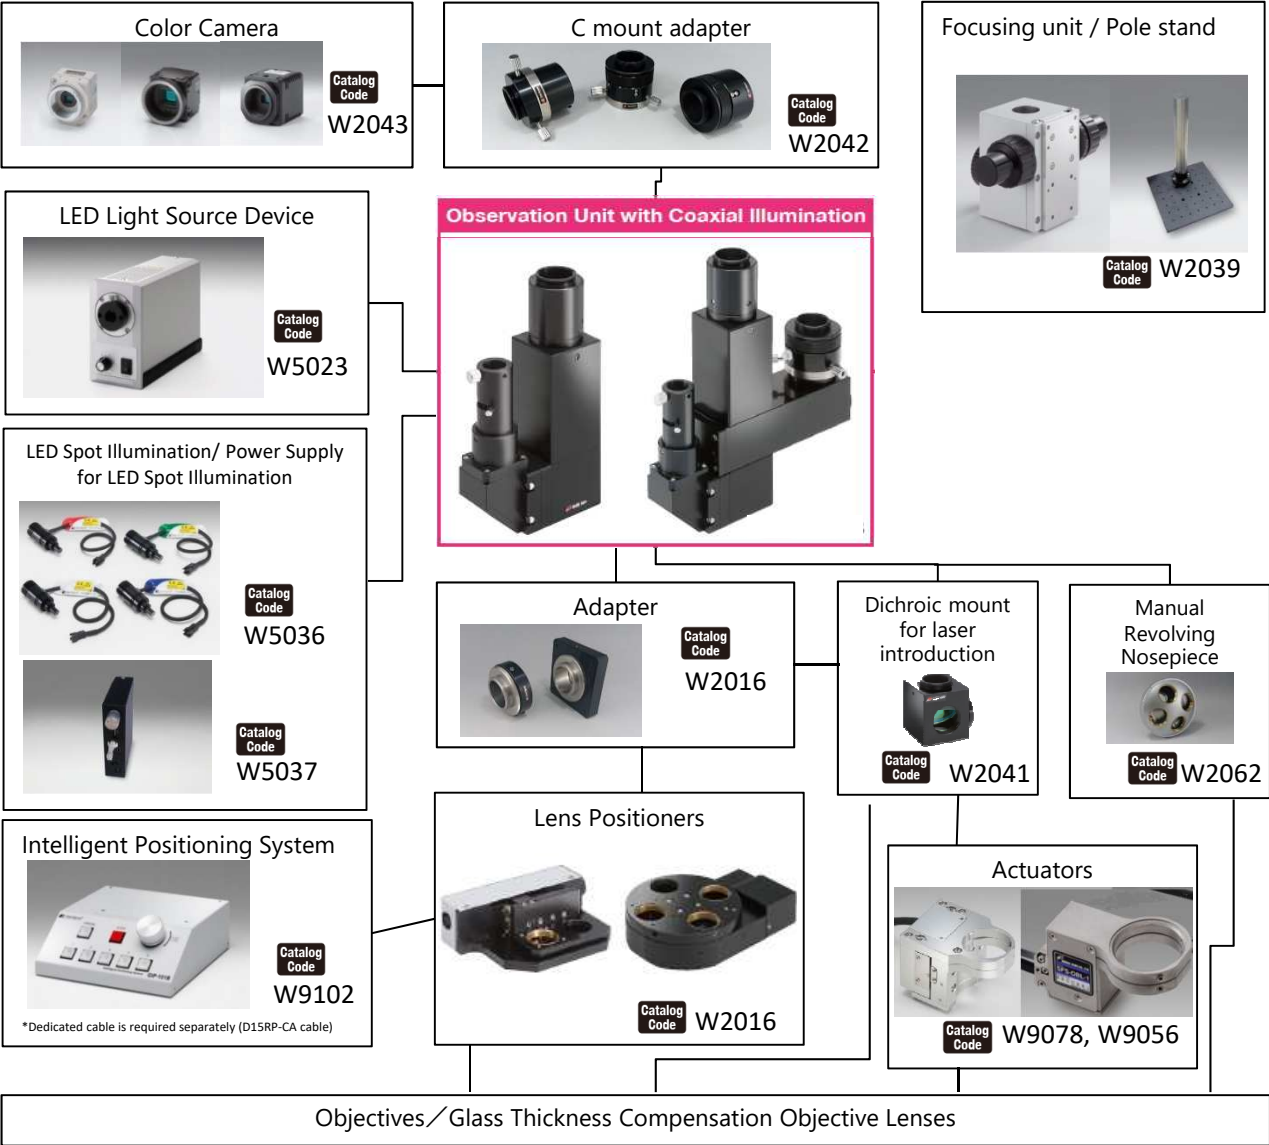 Color Camera
Catalog
Code
W2043
C mount adapter
Catalog
Code
W2042
Focusing unit / Pole stand
Catalog
Code
W2039
LED Light Source Device
Catalog
Code
W5023
Observation Unit with Coaxial Illumination
LED Spot Illumination/ Power Supply
for LED Spot Illumination
Catalog
Code
W5036
Catalog
Code
W5037
Adapter
Catalog
Code
W2016
Dichroic mount
for laser
introduction
Catalog
Code
W2041
Manual
Revolving
Nosepiece
Catalog
Code
W2062
Intelligent Positioning System
Catalog
Code
W9102
*Dedicated cable is required separately (D15RP-CA cable)
Lens Positioners
Catalog
Code
W2016
Actuators
Catalog
Code
W9078, W9056
Objectives／Glass Thickness Compensation Objective Lenses